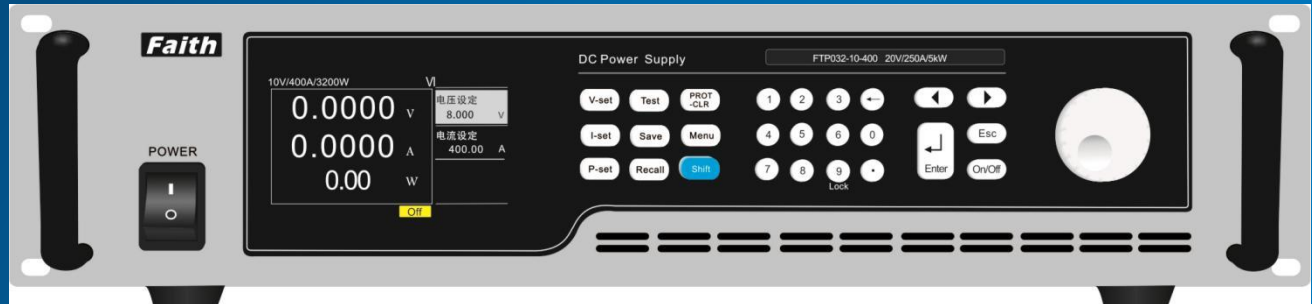 Faith
DC Power Supply
FTP032-10-400 20V/250A/5kW
10V/400A/3200W
VI
0.0000 V
电压设定
8.000 V
0.0000 A
电流设定
400.00 A
0.00 W
Off
POWER
V-set
Test
PROT
-CLR
1
2
3
←
I-set
Save
Menu
4
5
6
0
Esc
P-set
Recall
Shift
7
8
9
.
Lock
Enter
On/Off